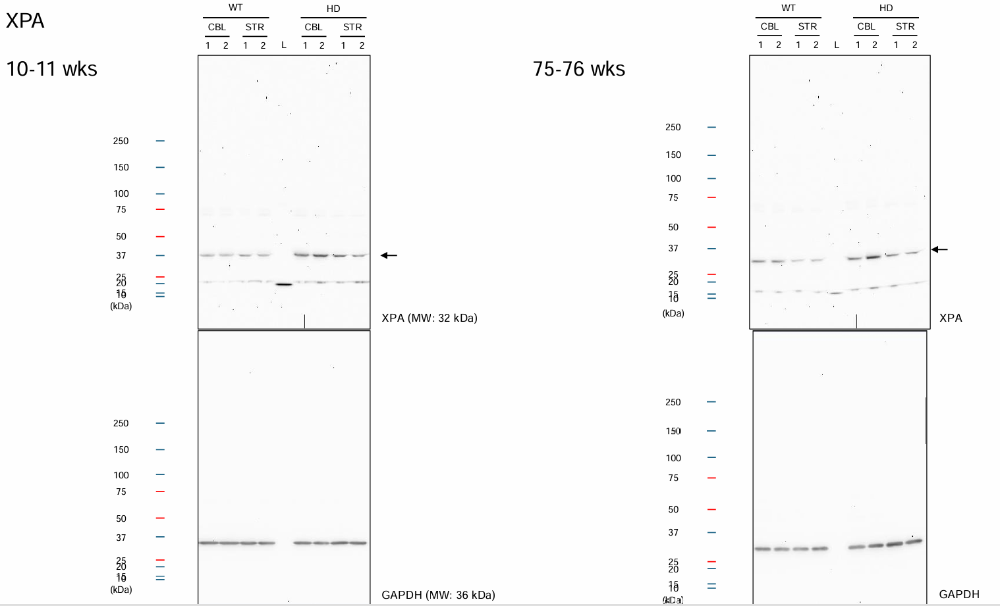 XPA
10-11 wks
WT HD
CBL STR CBL STR
1 2 1 2 L 1 2 1 2
250
150
100
75
50
37
25
20
15
10
(kDa)
XPA (MW: 32 kDa)
250
150
100
75
50
37
25
20
15
10
(kDa)
GAPDH (MW: 36 kDa)
75-76 wks
WT HD
CBL STR CBL STR
1 2 1 2 L 1 2 1 2
250
150
100
75
50
37
25
20
15
10
(kDa)
XPA
250
150
100
75
50
37
25
20
15
10
(kDa)
GAPDH